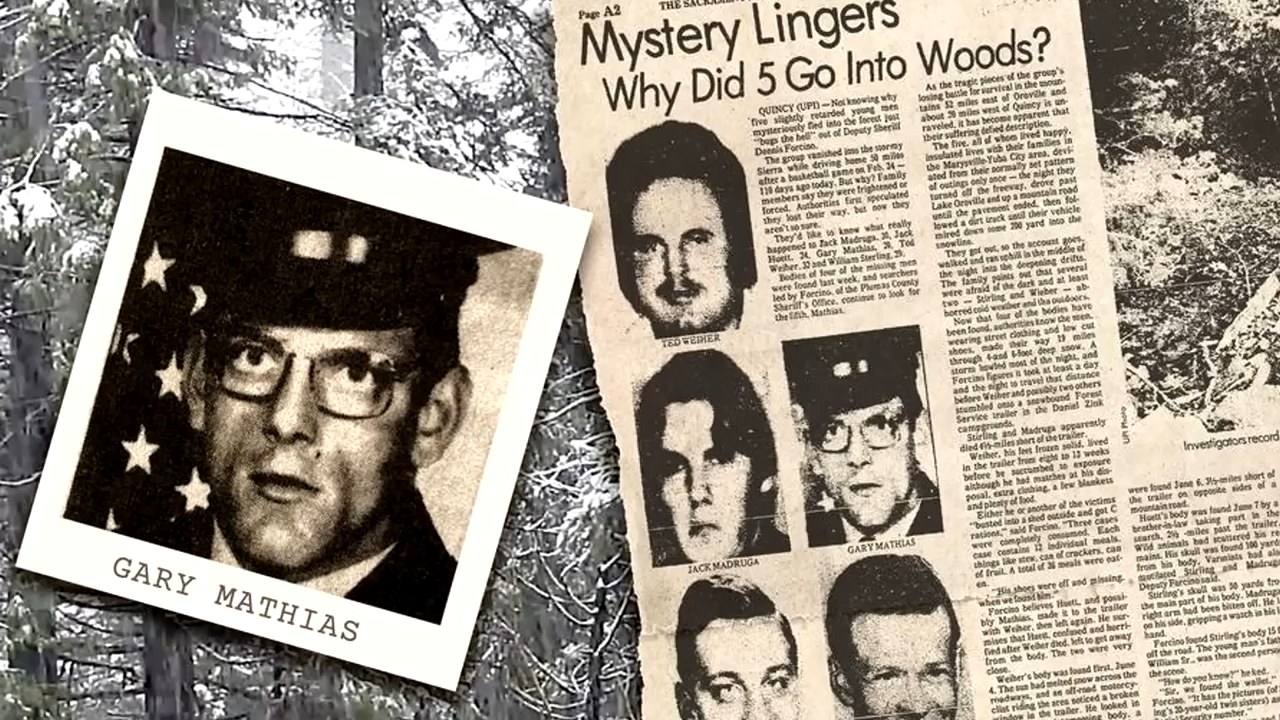 GARY MATHIAS
Page A2
THE SACRAMEN
Mystery Lingers
Why Did 5 Go Into Woods?
QUINCY (UPI) — Not knowing why
five slightly retarded young men
mysteriously fled into the forest just
"bugs the hell" out of Deputy Sheriff
Dennis Forcino.
The group vanished into the stormy
Sierra while driving home 50 miles
after a basketball game on Feb. 24 —
110 days ago today. But why? Family
members say they were frightened or
forced. Authorities first speculated
they lost their way, but now they
aren't so sure.
They'd like to know what really
happened to Jack Madruga, 30, Jack
Huett, 24, Gary Mathias, 25, Ted
Weiher, 32 and William Sterling, 29.
Bodies of four of the missing men
were found last week, and searchers
led by Forcino, of the Plumas County
Sheriff's Office, continue to look for
the fifth, Mathias.
TED WEIHER
JACK MADRUGA
GARY MATHIAS
As the tragic pieces of the group's
losing battle for survival in the moun-
tains 52 miles east of Oroville and
about 20 miles west of Quincy is un-
raveled, it has become apparent that
their suffering defied description.
The five, all of whom lived happy,
insulated lives with their families in
the Marysville-Yuba City area, devi-
ated from their normally set pattern
of outings only once — the night they
turned off the freeway, drove past
Lake Oroville and up a mountain road
until the pavement ended, then fol-
lowed a dirt track until their vehicle
mired down some 200 yard into the
snowline.
They got out, so the account goes,
walked and ran uphill in the middle of
the night into the deepening drifts.
The family points out that several
were afraid of the dark and at least
two — Stirling and Weiher — ab-
horred cold weather and the outdoors.
Now that four of the bodies have
been found, authorities know the men,
wearing street clothing and low cut
shoes, made their way 19 miles
through 4-and 6-foot deep snow. A
storm howled most of the night, and
Forcino figures it took at least a day
and the night to travel that distance
before Weiher and possibly two others
stumbled onto a snowbound Forest
Service trailer in the Daniel Zink
campgrounds.
Stirling and Madruga apparently
died 4½-miles short of the trailer.
Weiher, his feet frozen solid, lived
in the trailer from eight to 13 weeks
before he succumbed to exposure
although he had matches at his dis-
posal, extra clothing, a few blankets
and plenty of food.
Either he or another of the victims
"busted into a shed outside and got C
rations," said Forcino. "Three cases
were completely consumed. Each
case contains 12 individual meals,
things like stew, can of crackers, can
of fruit. A total of 36 meals were eat-
en.
"His shoes were off and missing,
when we found him."
Forcino believes Huett, and possi-
bly Mathias, made it to the trailer
with Weiher, then left again. He sur-
mises that Huett, confused and horri-
fied after Weiher died, left to get away
from the body. The two were very
close.
Weiher's body was found first, June
4. The sun had melted snow across the
roadways, and an off-road motorcy-
clist riding the area noticed a broken
window in the trailer. He looked in
UPI Photo
Investigators recor
were found June 6, 3½-miles short of
the trailer on opposite sides of a
mountain road.
Huett's body was found June 7 by a
brother-in-law taking part in the
search, 2½ miles past the trailer.
Wild animals had scattered his re-
mains. His skull was found 100 yards
from his body. Varmints had also
mutilated Stirling and Madruga,
Deputy Forcino said.
Stirling's skull was 50 yards from
the main part of his body. Madruga's
right arm had been bitten off. He
on his side, gripping a watch in
hand.
Forcino found Stirling's body 15
off the road. The young man's fat
William Sr., was the second person
the scene.
"How do you know?" he ked.
"Sir, we found the wallet,"
Forcino. "It has the pictures (of
ing's 20-year-old twin sisters)